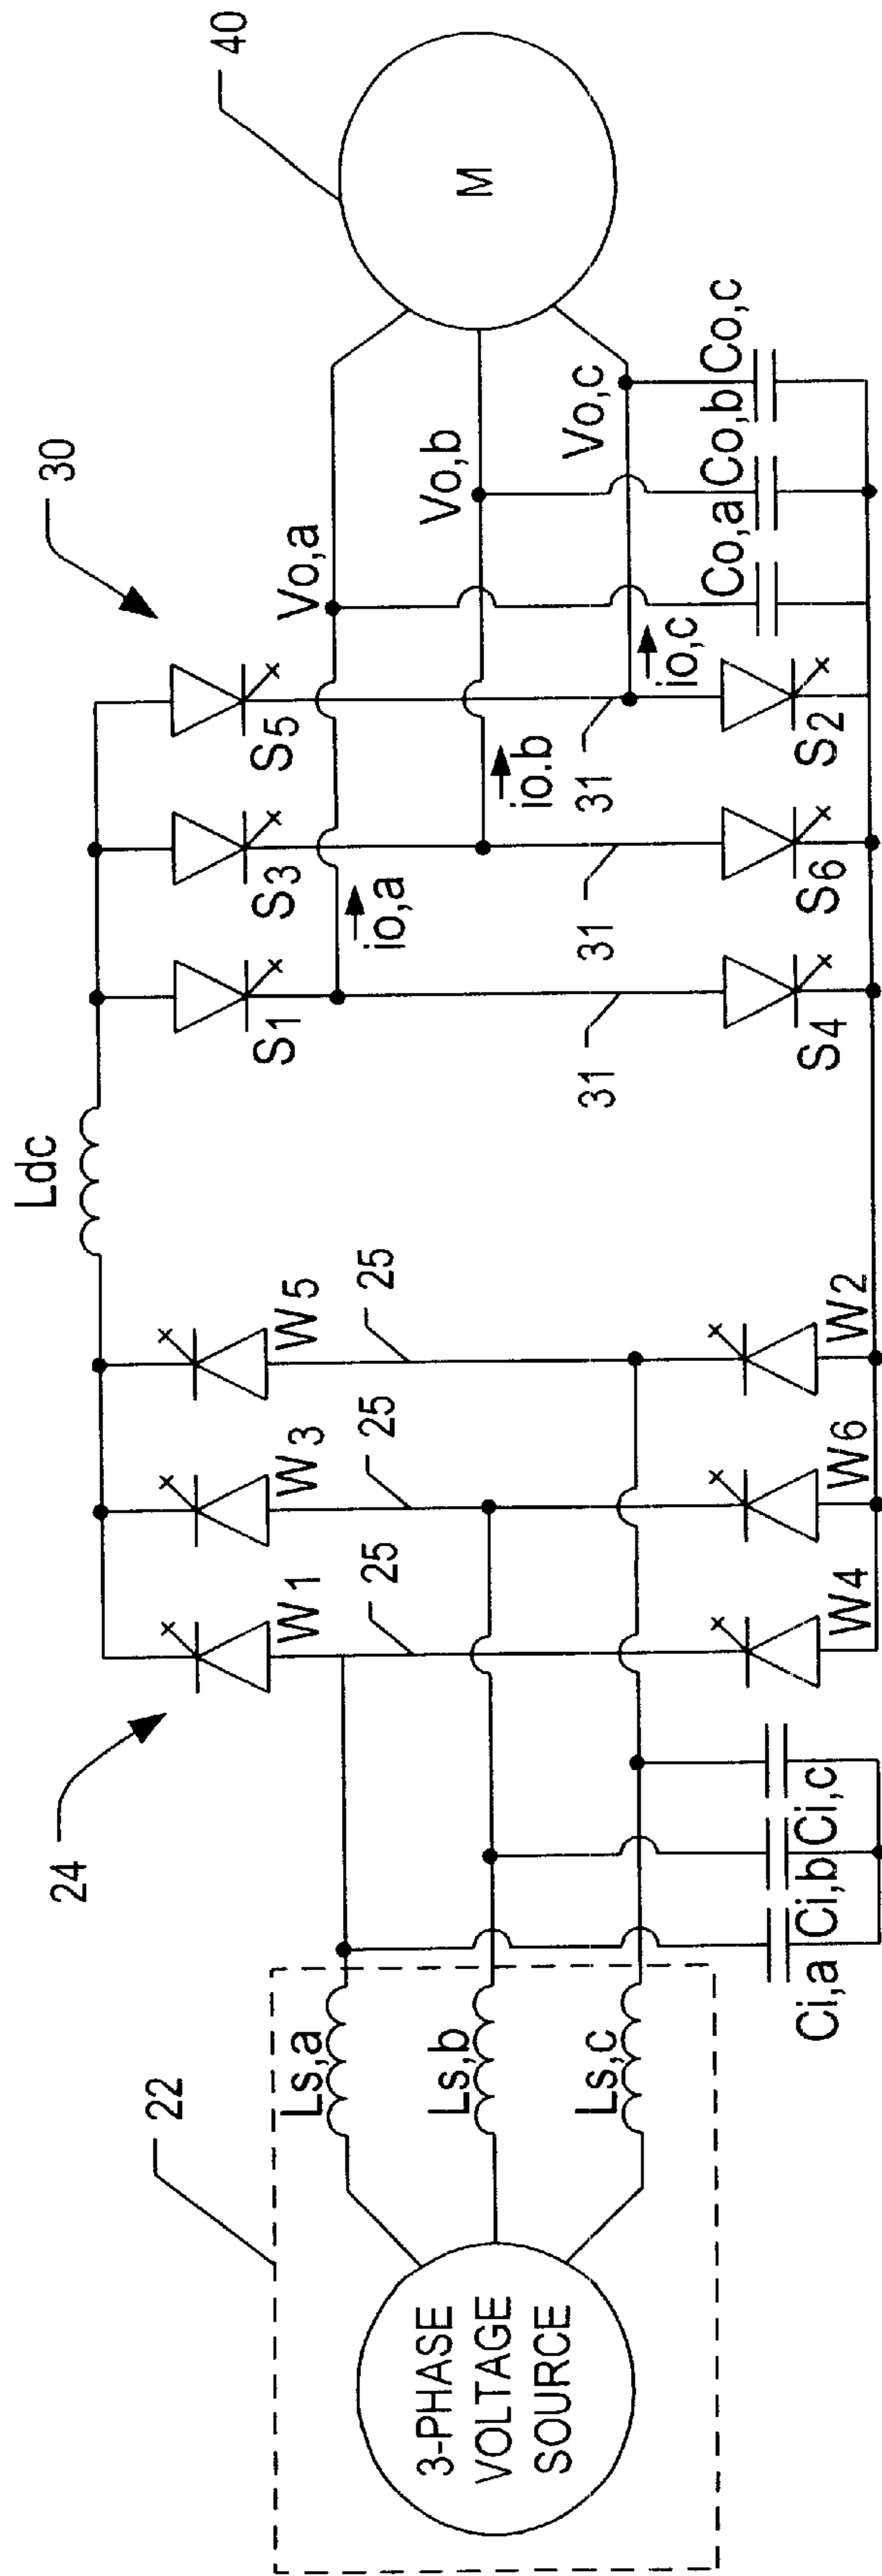 Ldc
30
40
24
22
W1
W3
W5
25
25
25
S1
S3
S5
Vo,a
io,a
Vo,b
io.b
Vo,c
io,c
M
Ls,a
Ls,b
Ls,c
3-PHASE
VOLTAGE
SOURCE
31
31
31
Ci,a
Ci,b
Ci,c
W4
W6
W2
S4
S6
S2
Co,a
Co,b
Co,c